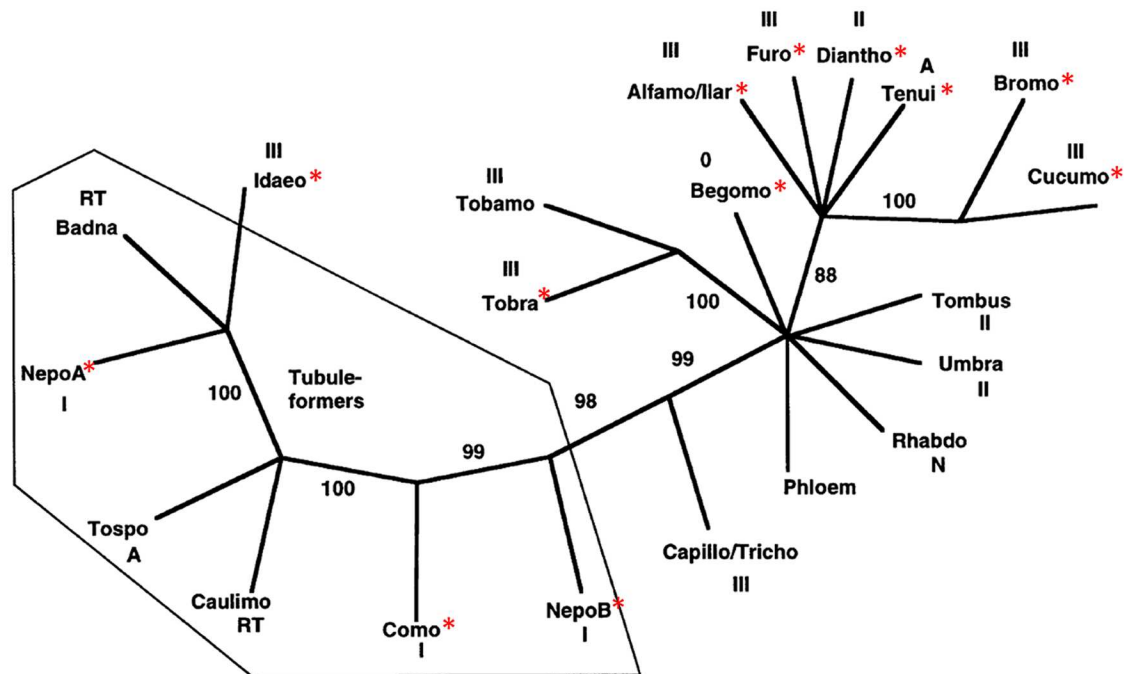 III
Furo*
II
Diantho*
III
Alfamo/Ilar*
A
Tenui*
III
Bromo*
III
Idaeo*
RT
Badna
III
Tobamo
0
Begomo*
III
Cucumo*
100
III
Tobra*
100
88
Tombus
II
NepoA*
I
100
Tubule-
formers
99
Umbra
II
98
Rhabdo
N
99
100
Phloem
Tospo
A
Capillo/Tricho
III
Caulimo
RT
Como*
I
NepoB*
I